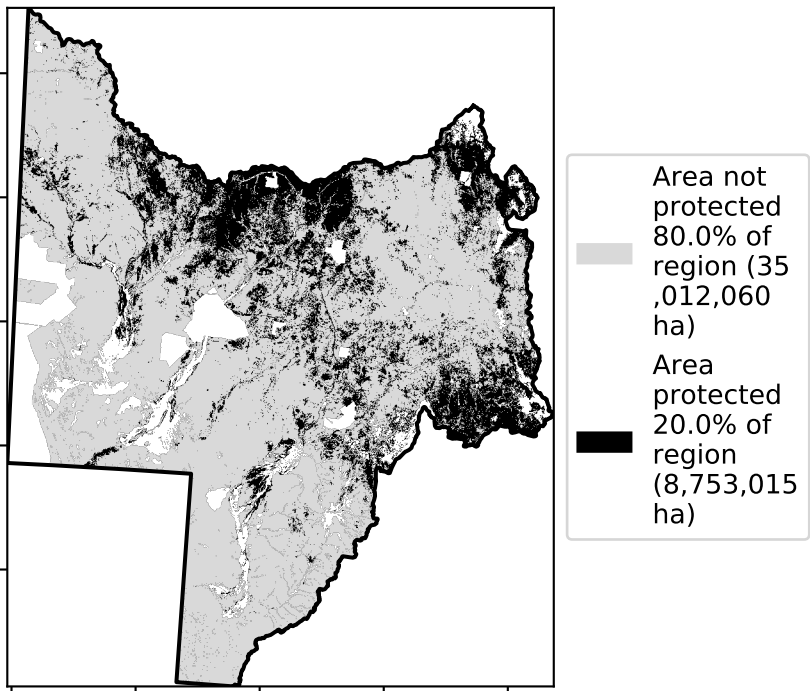 Area not
protected
80.0% of
region (35
,012,060
ha)
Area
protected
20.0% of
region
(8,753,015
ha)